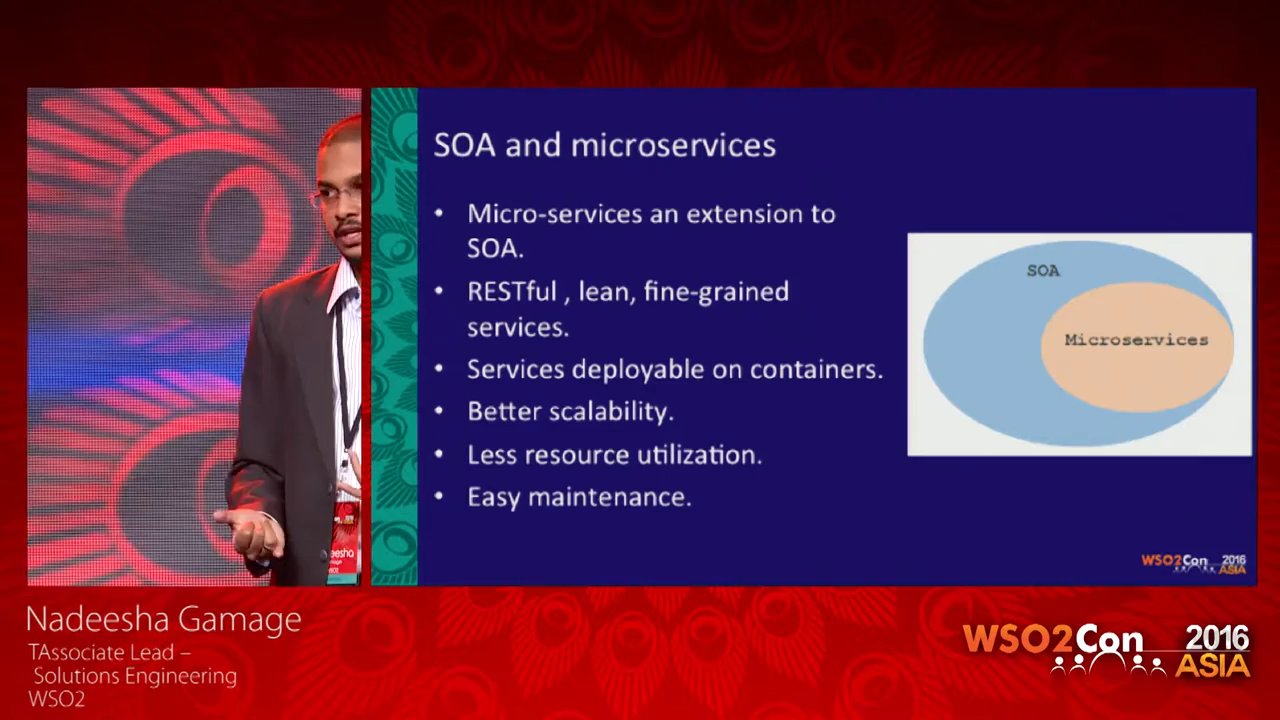 SOA and microservices
• Micro-services an extension to
SOA.
• RESTful , lean, fine-grained
services.
• Services deployable on containers.
• Better scalability.
• Less resource utilization.
• Easy maintenance.
SOA
Microservices
WSO2Con 2016
ASIA
eesha
Nadeesha Gamage
TAssociate Lead –
Solutions Engineering
WSO2
WSO2Con 2016
ASIA